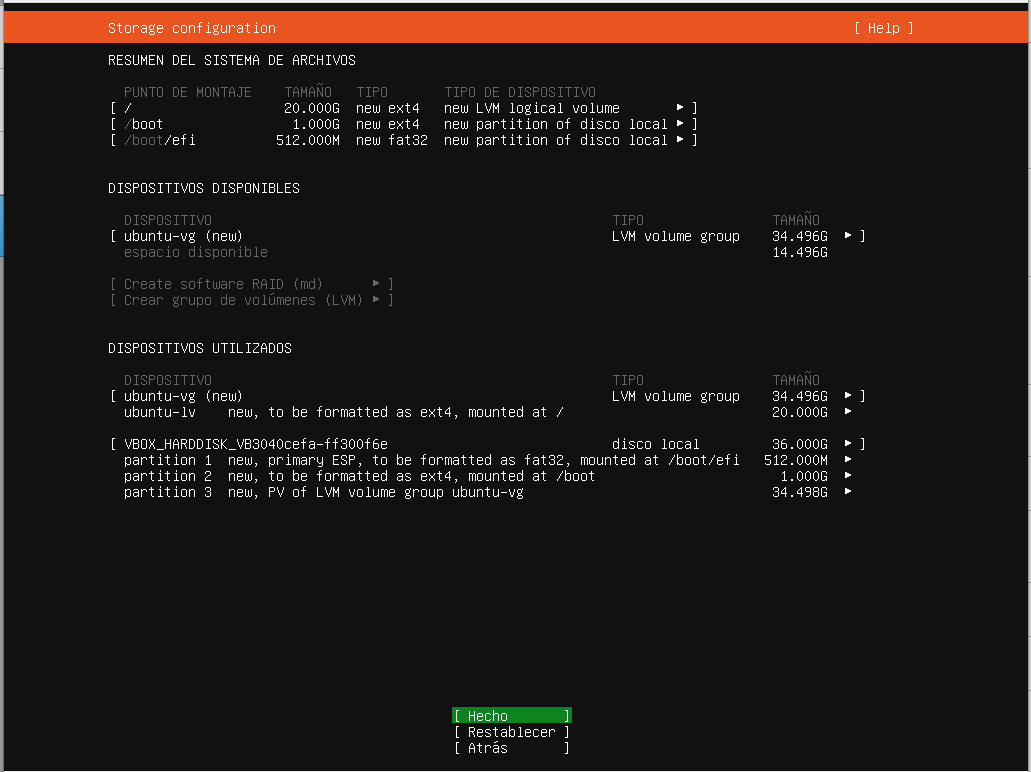 Storage configuration [ Help ]
RESUMEN DEL SISTEMA DE ARCHIVOS
PUNTO DE MONTAJE TAMAÑO TIPO TIPO DE DISPOSITIVO
[ / 20.000G new ext4 new LVM logical volume ▸ ]
[ /boot 1.000G new ext4 new partition of disco local ▸ ]
[ /boot/efi 512.000M new fat32 new partition of disco local ▸ ]
DISPOSITIVOS DISPONIBLES
DISPOSITIVO TIPO TAMAÑO
[ ubuntu-vg (new) LVM volume group 34.496G ▸ ]
espacio disponible 14.496G
[ Create software RAID (md) ▸ ]
[ Crear grupo de volúmenes (LVM) ▸ ]
DISPOSITIVOS UTILIZADOS
DISPOSITIVO TIPO TAMAÑO
[ ubuntu-vg (new) LVM volume group 34.496G ▸ ]
ubuntu-lv new, to be formatted as ext4, mounted at / 20.000G ▸
[ VBOX_HARDDISK_VB3040cefa-ff300f6e disco local 36.000G ▸ ]
partition 1 new, primary ESP, to be formatted as fat32, mounted at /boot/efi 512.000M ▸
partition 2 new, to be formatted as ext4, mounted at /boot 1.000G ▸
partition 3 new, PV of LVM volume group ubuntu-vg 34.498G ▸
[ Hecho ]
[ Restablecer ]
[ Atrás ]